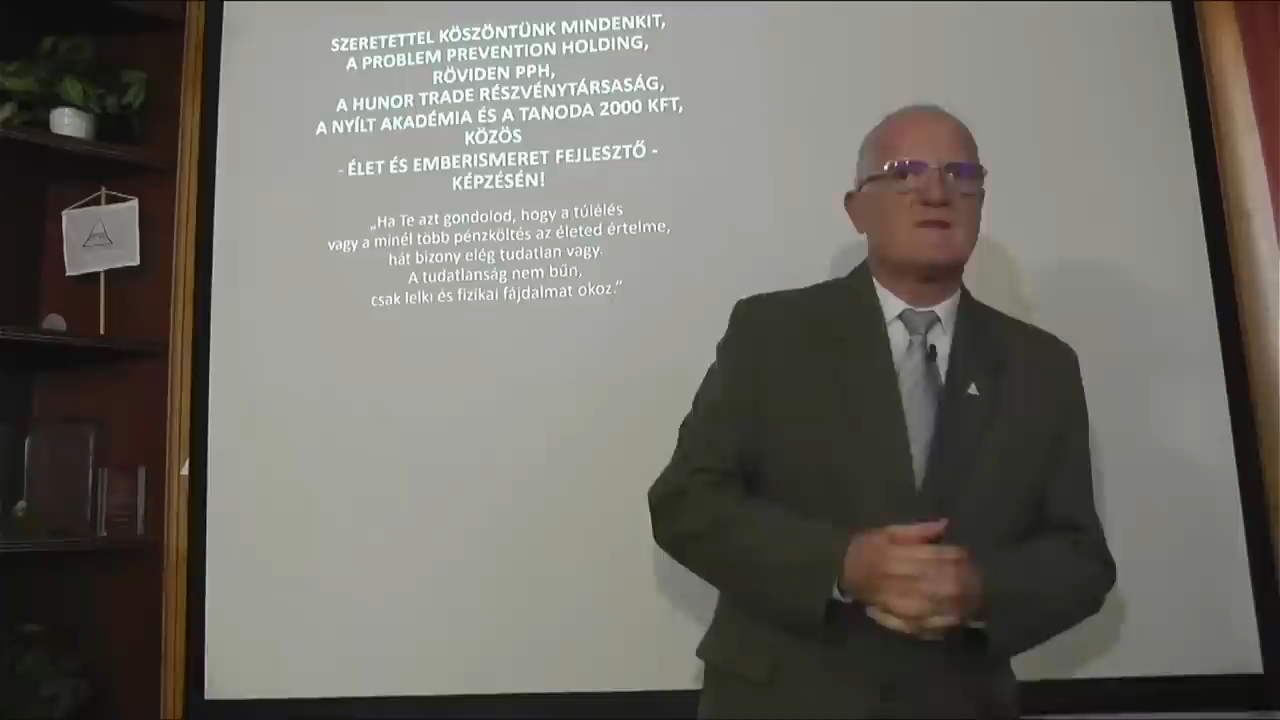 SZERETETTEL KÖSZÖNTÜNK MINDENKIT,
A PROBLEM PREVENTION HOLDING,
RÖVIDEN PPH,
A HUNOR TRADE RÉSZVÉNYTÁRSASÁG,
A NYÍLT AKADÉMIA ÉS A TANODA 2000 KFT,
KÖZÖS
- ÉLET ÉS EMBERISMERET FEJLESZTŐ -
KÉPZÉSÉN!
„Ha Te azt gondolod, hogy a túlélés
vagy a minél több pénzköltés az életed értelme,
hát bizony elég tudatlan vagy.
A tudatlanság nem bűn,
csak lelki és fizikai fájdalmat okoz.”